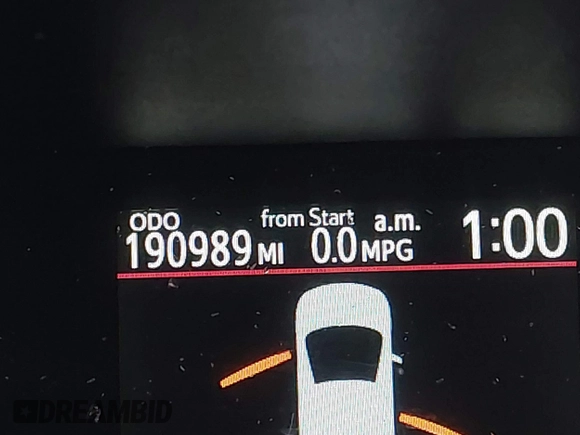 ODO from Start a.m. 1:00
190989 MI 0.0 MPG
DREAMBID